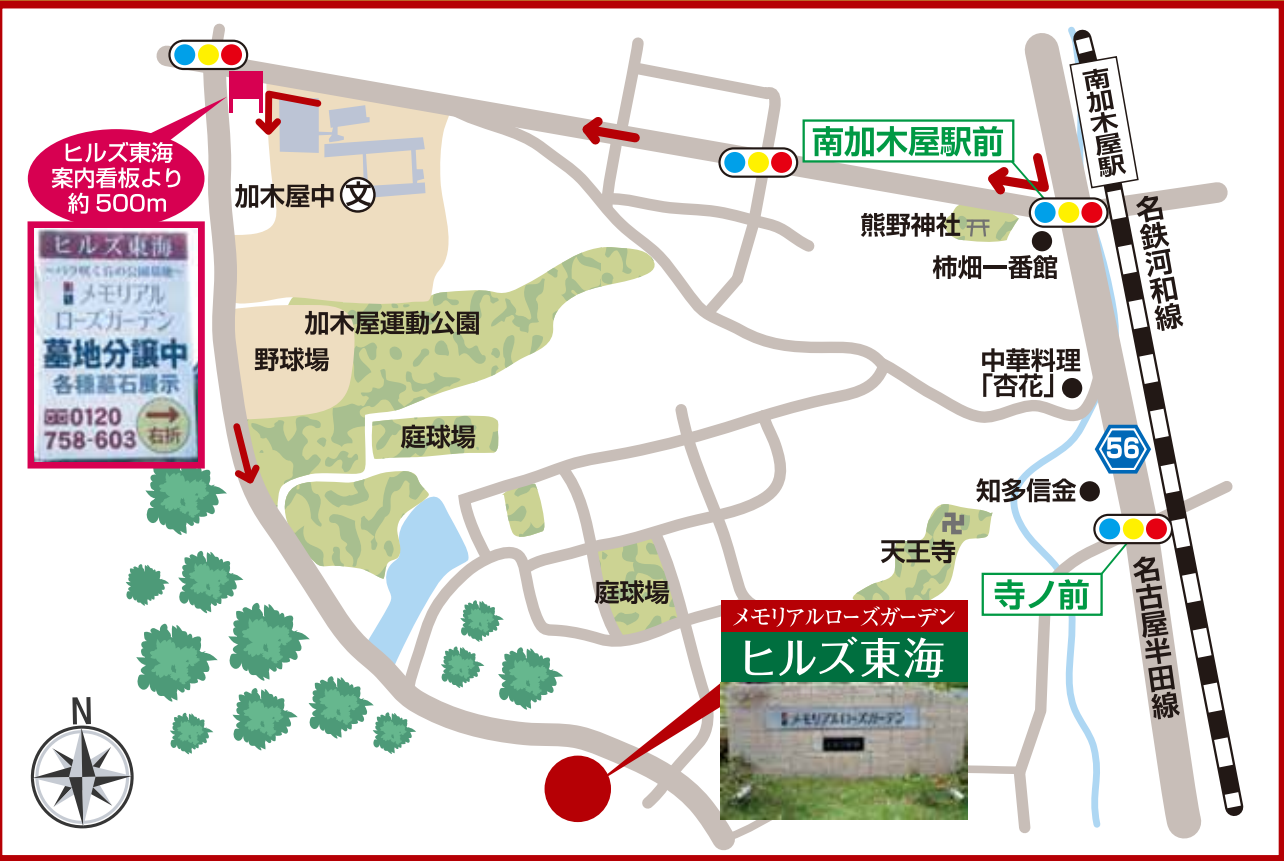 南加木屋駅
南加木屋駅前
ヒルズ東海
案内看板より
約500m
加木屋中
文
熊野神社
柿畑一番館
名鉄河和線
ヒルズ東海
〜バラ咲く丘の公園墓地〜
メモリアル
ローズガーデン
墓地分譲中
各種墓石展示
0120
758-603
右折
加木屋運動公園
野球場
中華料理
「杏花」
庭球場
56
知多信金
天王寺
卍
庭球場
寺ノ前
名古屋半田線
メモリアルローズガーデン
ヒルズ東海
メモリアルローズガーデン
N